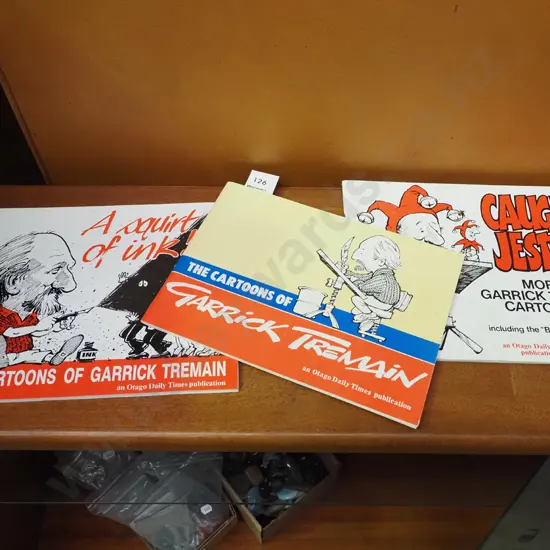 A squirt
of ink
INK
RTOONS OF GARRICK TREMAIN
an Otago Daily Times publication
126
THE CARTOONS OF
GARRICK TREMAIN
an Otago Daily Times publication
CAUG
JEST
MOR
GARRICK
CARTO
including the "B
an Otago Daily